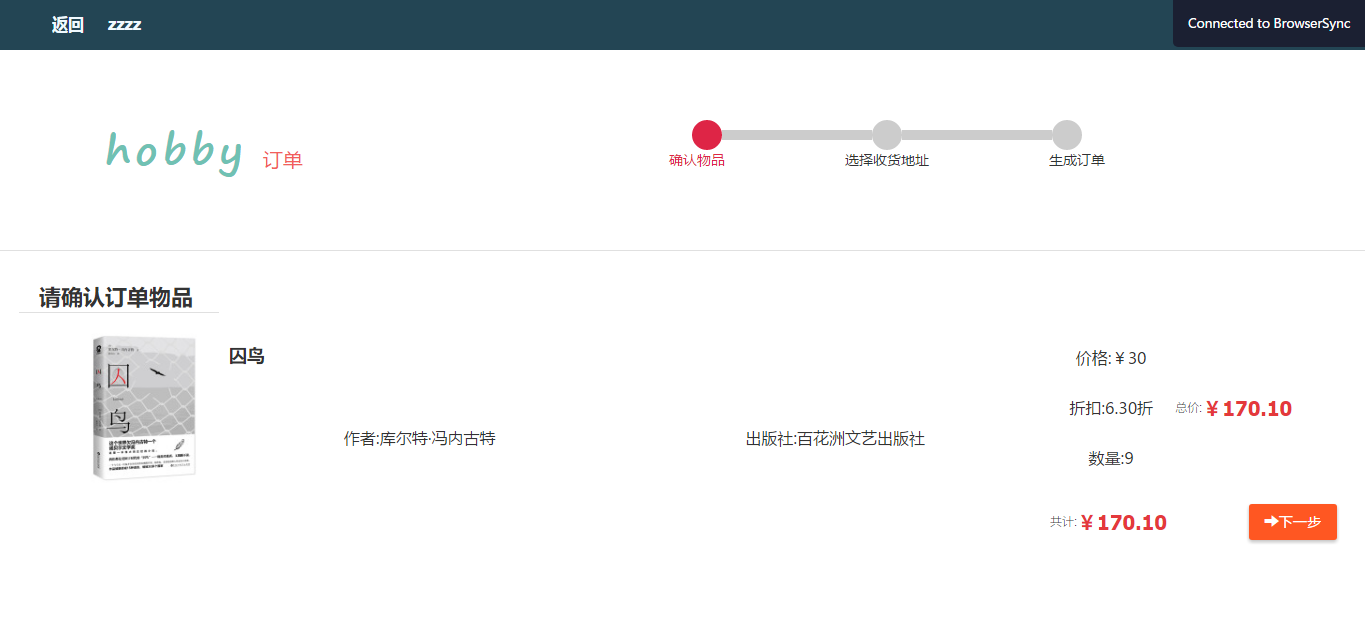 返回 zzzz
Connected to BrowserSync
hobby 订单
确认物品 选择收货地址 生成订单
请确认订单物品
囚鸟
囚
鸟
作者:库尔特·冯内古特
出版社:百花洲文艺出版社
价格:￥30
折扣:6.30折
总价:￥170.10
数量:9
共计:￥170.10
下一步